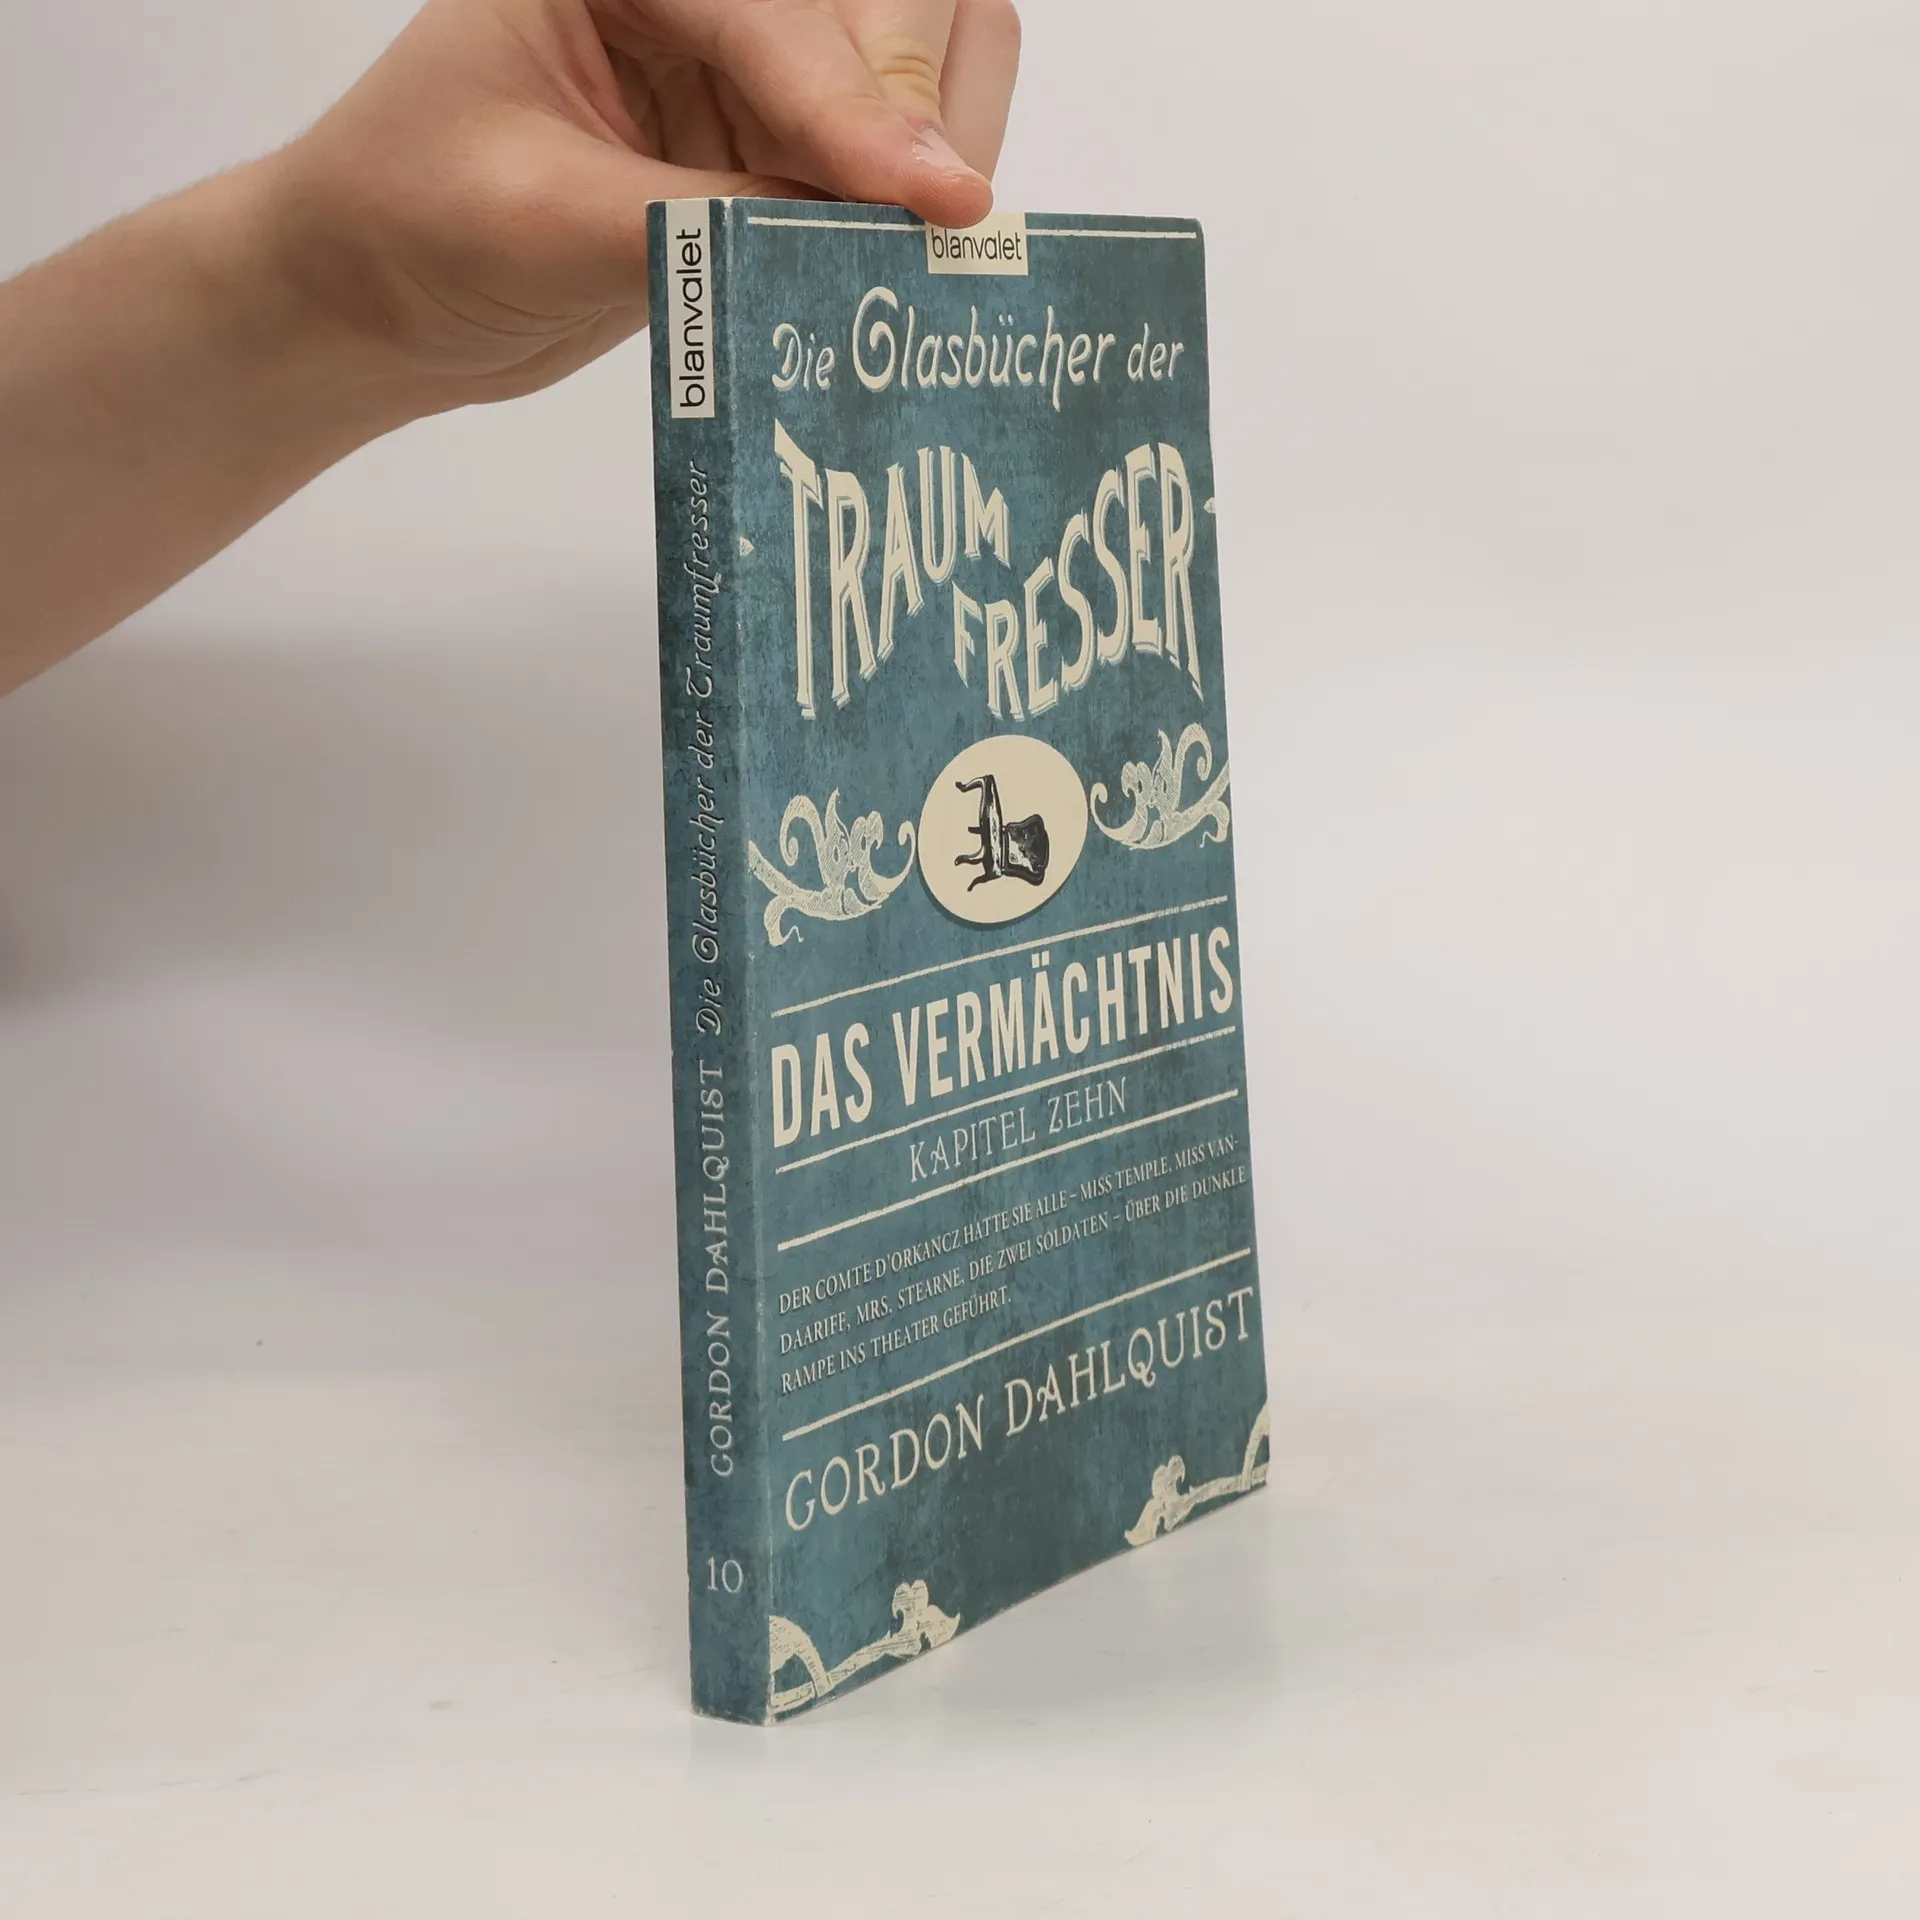 blanvalet
Die Glasbücher der Traumfresser
GORDON DAHLQUIST
10
blanvalet
Die Glasbücher der
TRAUM
FRESSER
DAS VERMÄCHTNIS
KAPITEL ZEHN
DER COMTE D'ORKANCZ HATTE SIE ALLE – MISS TEMPLE, MISS VAN-
DAARIFF, MRS. STEARNE, DIE ZWEI SOLDATEN – ÜBER DIE DUNKLE
RAMPE INS THEATER GEFÜHRT.
GORDON DAHLQUIST